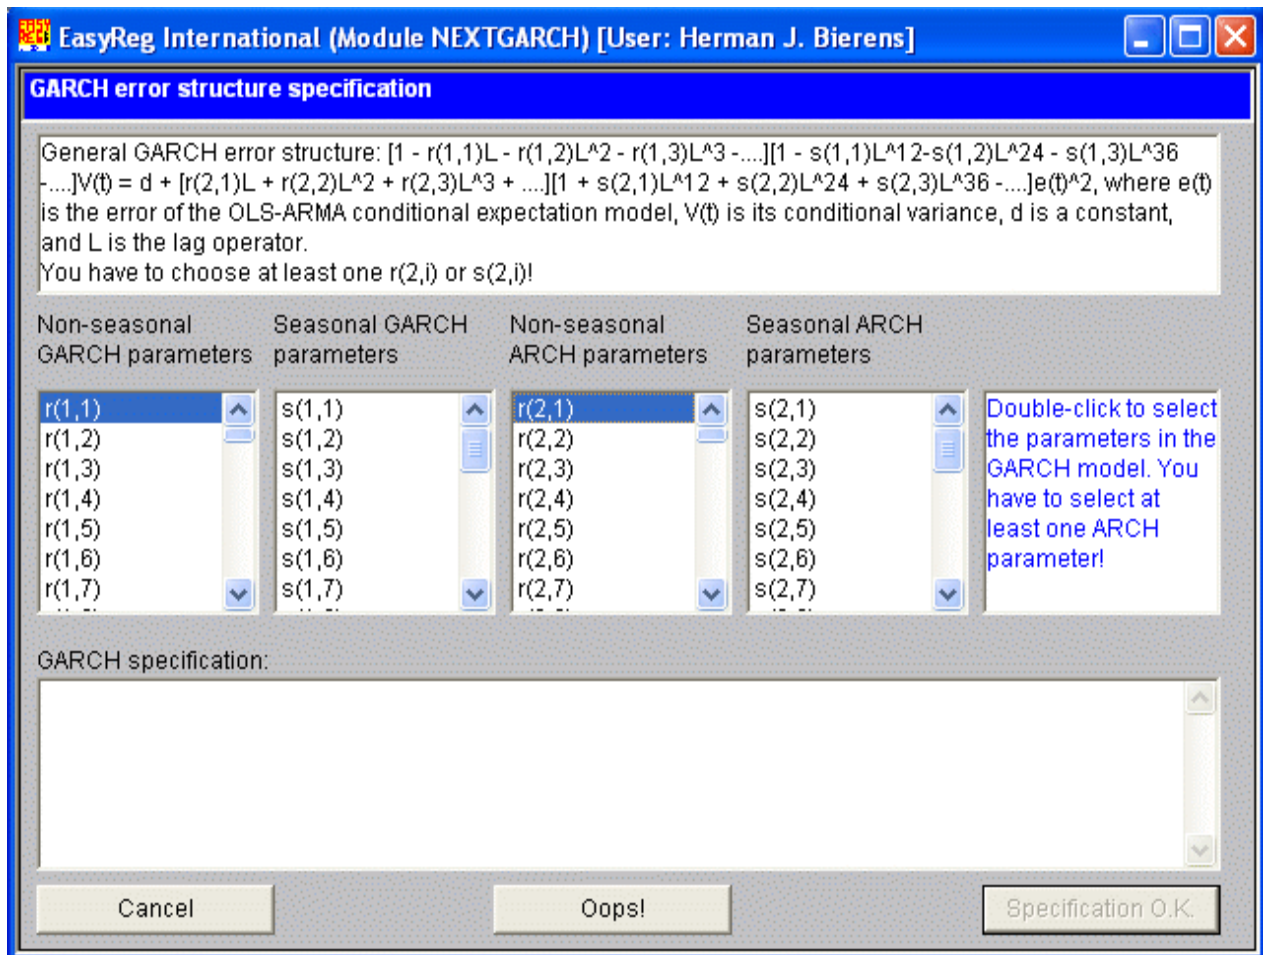 EasyReg International (Module NEXTGARCH) [User: Herman J. Bierens]
GARCH error structure specification
General GARCH error structure: [1 - r(1,1)L - r(1,2)L^2 - r(1,3)L^3 -....][1 - s(1,1)L^12-s(1,2)L^24 - s(1,3)L^36
-....]V(t) = d + [r(2,1)L + r(2,2)L^2 + r(2,3)L^3 + ....][1 + s(2,1)L^12 + s(2,2)L^24 + s(2,3)L^36 -....]e(t)^2, where e(t)
is the error of the OLS-ARMA conditional expectation model, V(t) is its conditional variance, d is a constant,
and L is the lag operator.
You have to choose at least one r(2,i) or s(2,i)!
Non-seasonal
GARCH parameters
Seasonal GARCH
parameters
Non-seasonal
ARCH parameters
Seasonal ARCH
parameters
r(1,1)
r(1,2)
r(1,3)
r(1,4)
r(1,5)
r(1,6)
r(1,7)
s(1,1)
s(1,2)
s(1,3)
s(1,4)
s(1,5)
s(1,6)
s(1,7)
r(2,1)
r(2,2)
r(2,3)
r(2,4)
r(2,5)
r(2,6)
r(2,7)
s(2,1)
s(2,2)
s(2,3)
s(2,4)
s(2,5)
s(2,6)
s(2,7)
Double-click to select
the parameters in the
GARCH model. You
have to select at
least one ARCH
parameter!
GARCH specification:
Cancel
Oops!
Specification O.K.